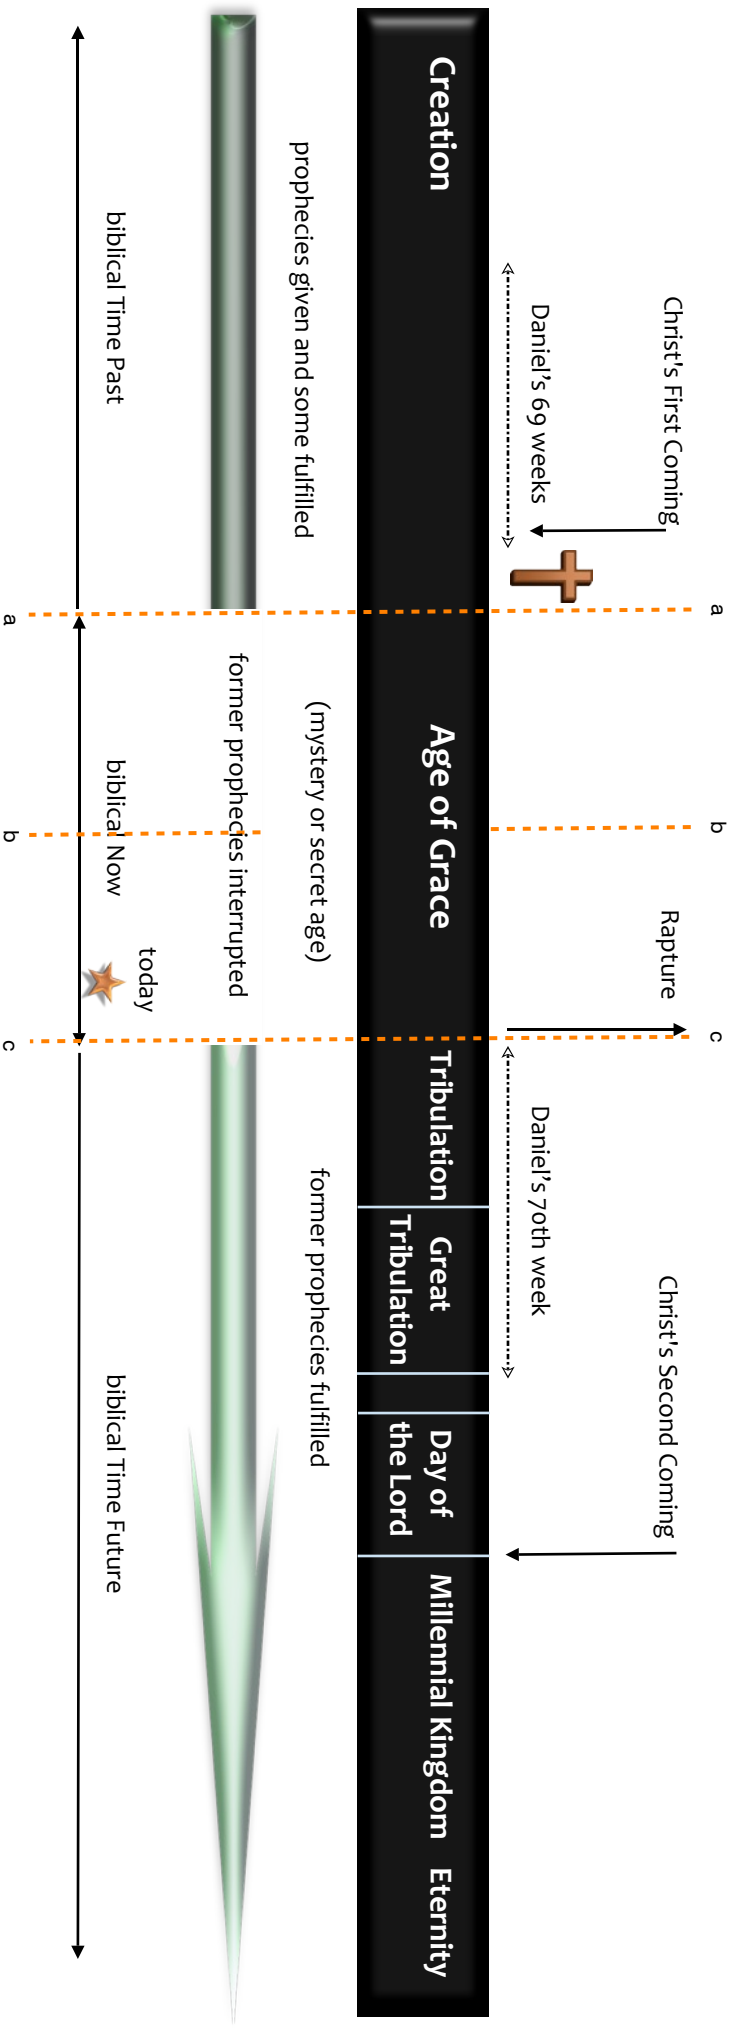 a
b
c
Christ's First Coming
Rapture
Christ's Second Coming
Daniel's 69 weeks
Daniel's 70th week
Creation
Age of Grace
Tribulation
Great
Tribulation
Day of
the Lord
Millennial Kingdom
Eternity
prophecies given and some fulfilled
(mystery or secret age)
former prophecies fulfilled
former prophecies interrupted
today
biblical Time Past
biblical Now
biblical Time Future
a
b
c